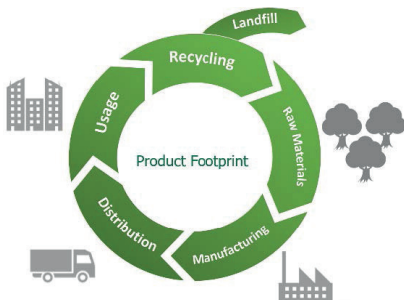 Landfill
Recycling
Raw Materials
Usage
Product Footprint
Distribution
Manufacturing